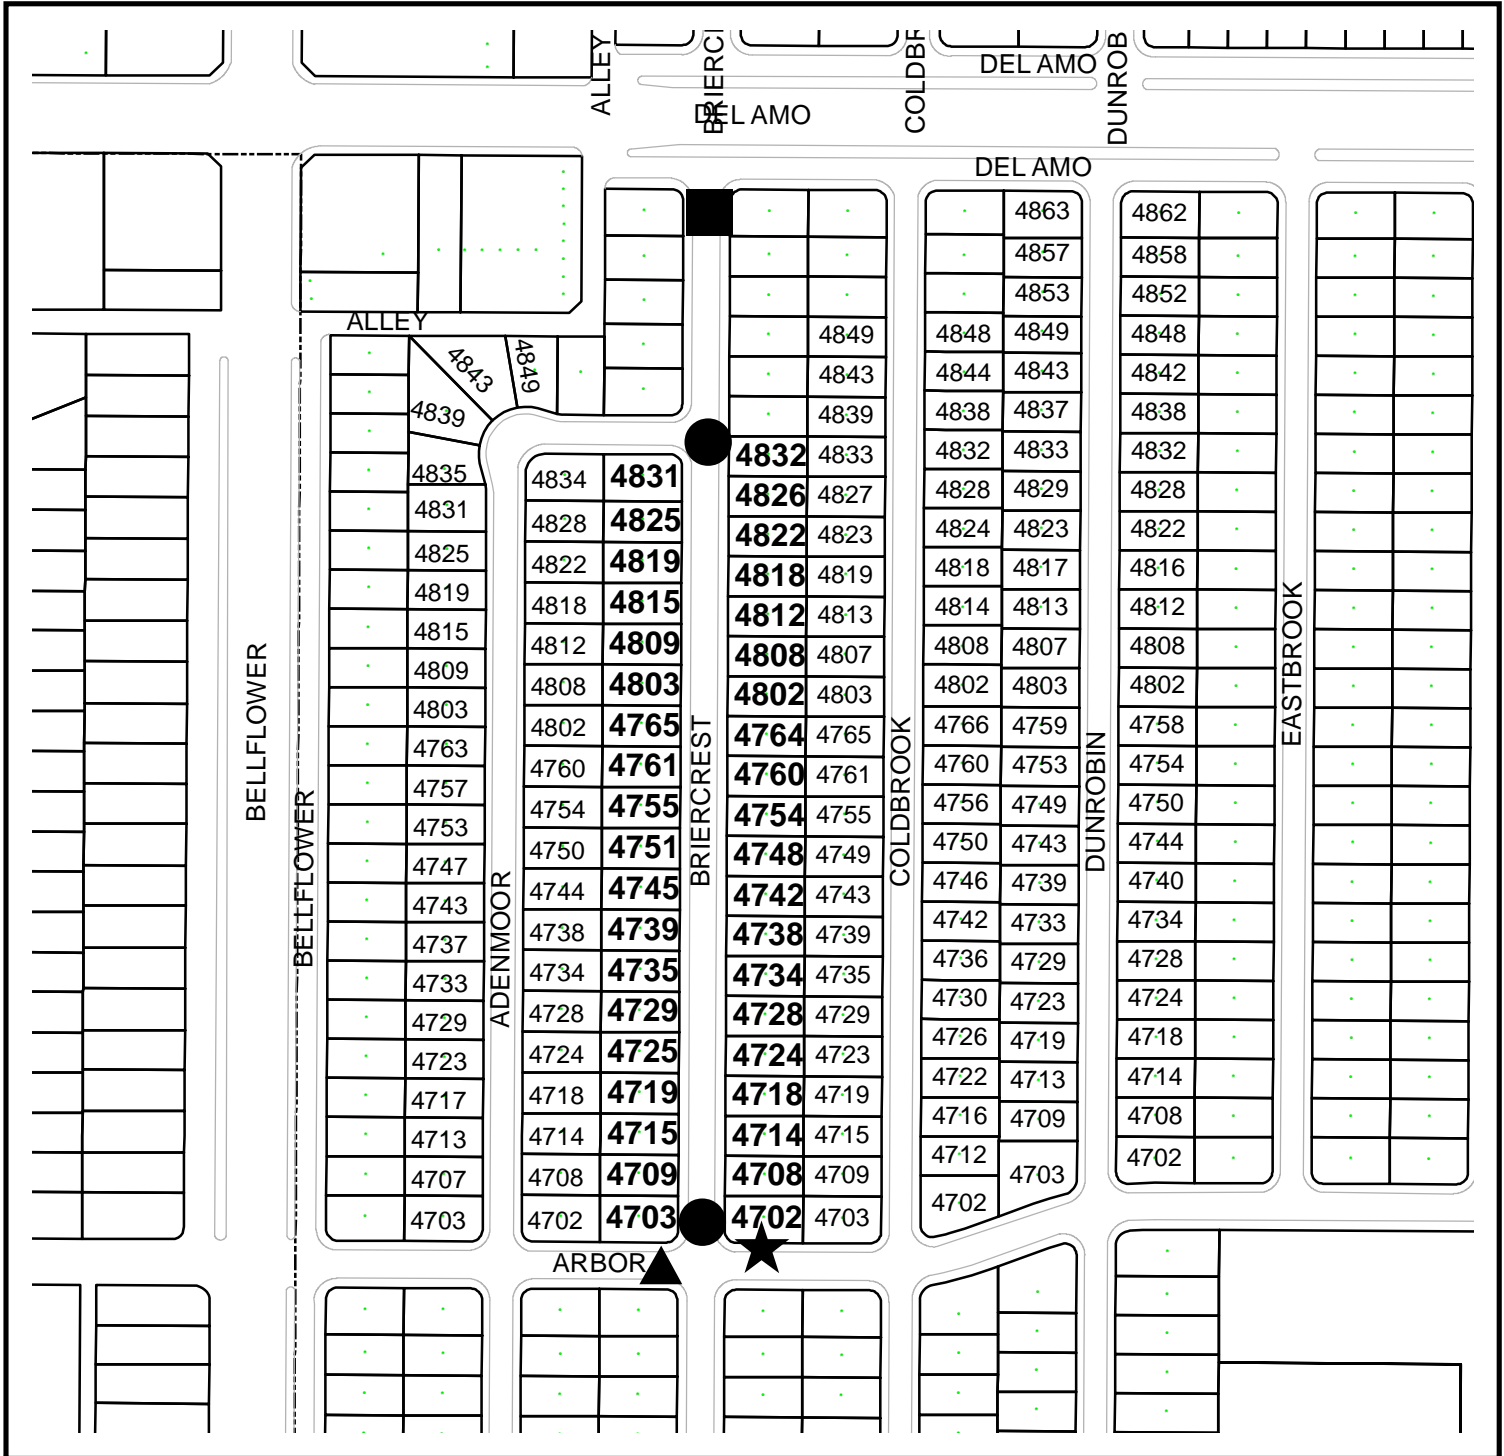 ALLEY
BRIERC
COLDBR
DEL AMO
DUNROB
DEL AMO
DEL AMO
4863 4862
4857 4858
4853 4852
ALLEY
4843 4849 4849 4848 4849 4848
4843 4844 4843 4842
4839 4839 4838 4837 4838
4835 4834 4831 4832 4833 4832 4833 4832
4831 4828 4825 4826 4827 4828 4829 4828
4825 4822 4819 4822 4823 4824 4823 4822
4819 4818 4815 4818 4819 4818 4817 4816
4815 4812 4809 4812 4813 4814 4813 4812
4809 4808 4803 4808 4807 4808 4807 4808
4803 4802 4765 4802 4803 4802 4803 4802
4763 4760 4761 4764 4765 4766 4759 4758
4757 4754 4755 4760 4761 4760 4753 4754
4753 4750 4751 4754 4755 4756 4749 4750
4747 4744 4745 4748 4749 4750 4743 4744
4743 4738 4739 4742 4743 4746 4739 4740
4737 4734 4735 4738 4739 4742 4733 4734
4733 4728 4729 4734 4735 4736 4729 4728
4729 4724 4725 4728 4729 4730 4723 4724
4723 4718 4719 4724 4723 4726 4719 4718
4717 4714 4715 4718 4719 4722 4713 4714
4713 4708 4709 4714 4715 4716 4709 4708
4707 4702 4703 4708 4709 4712 4703 4702
4703 4702 4703 4702
BELLFLOWER
BELLFLOWER
ADENMOOR
BRIERCREST
COLDBROOK
DUNROBIN
EASTBROOK
ARBOR